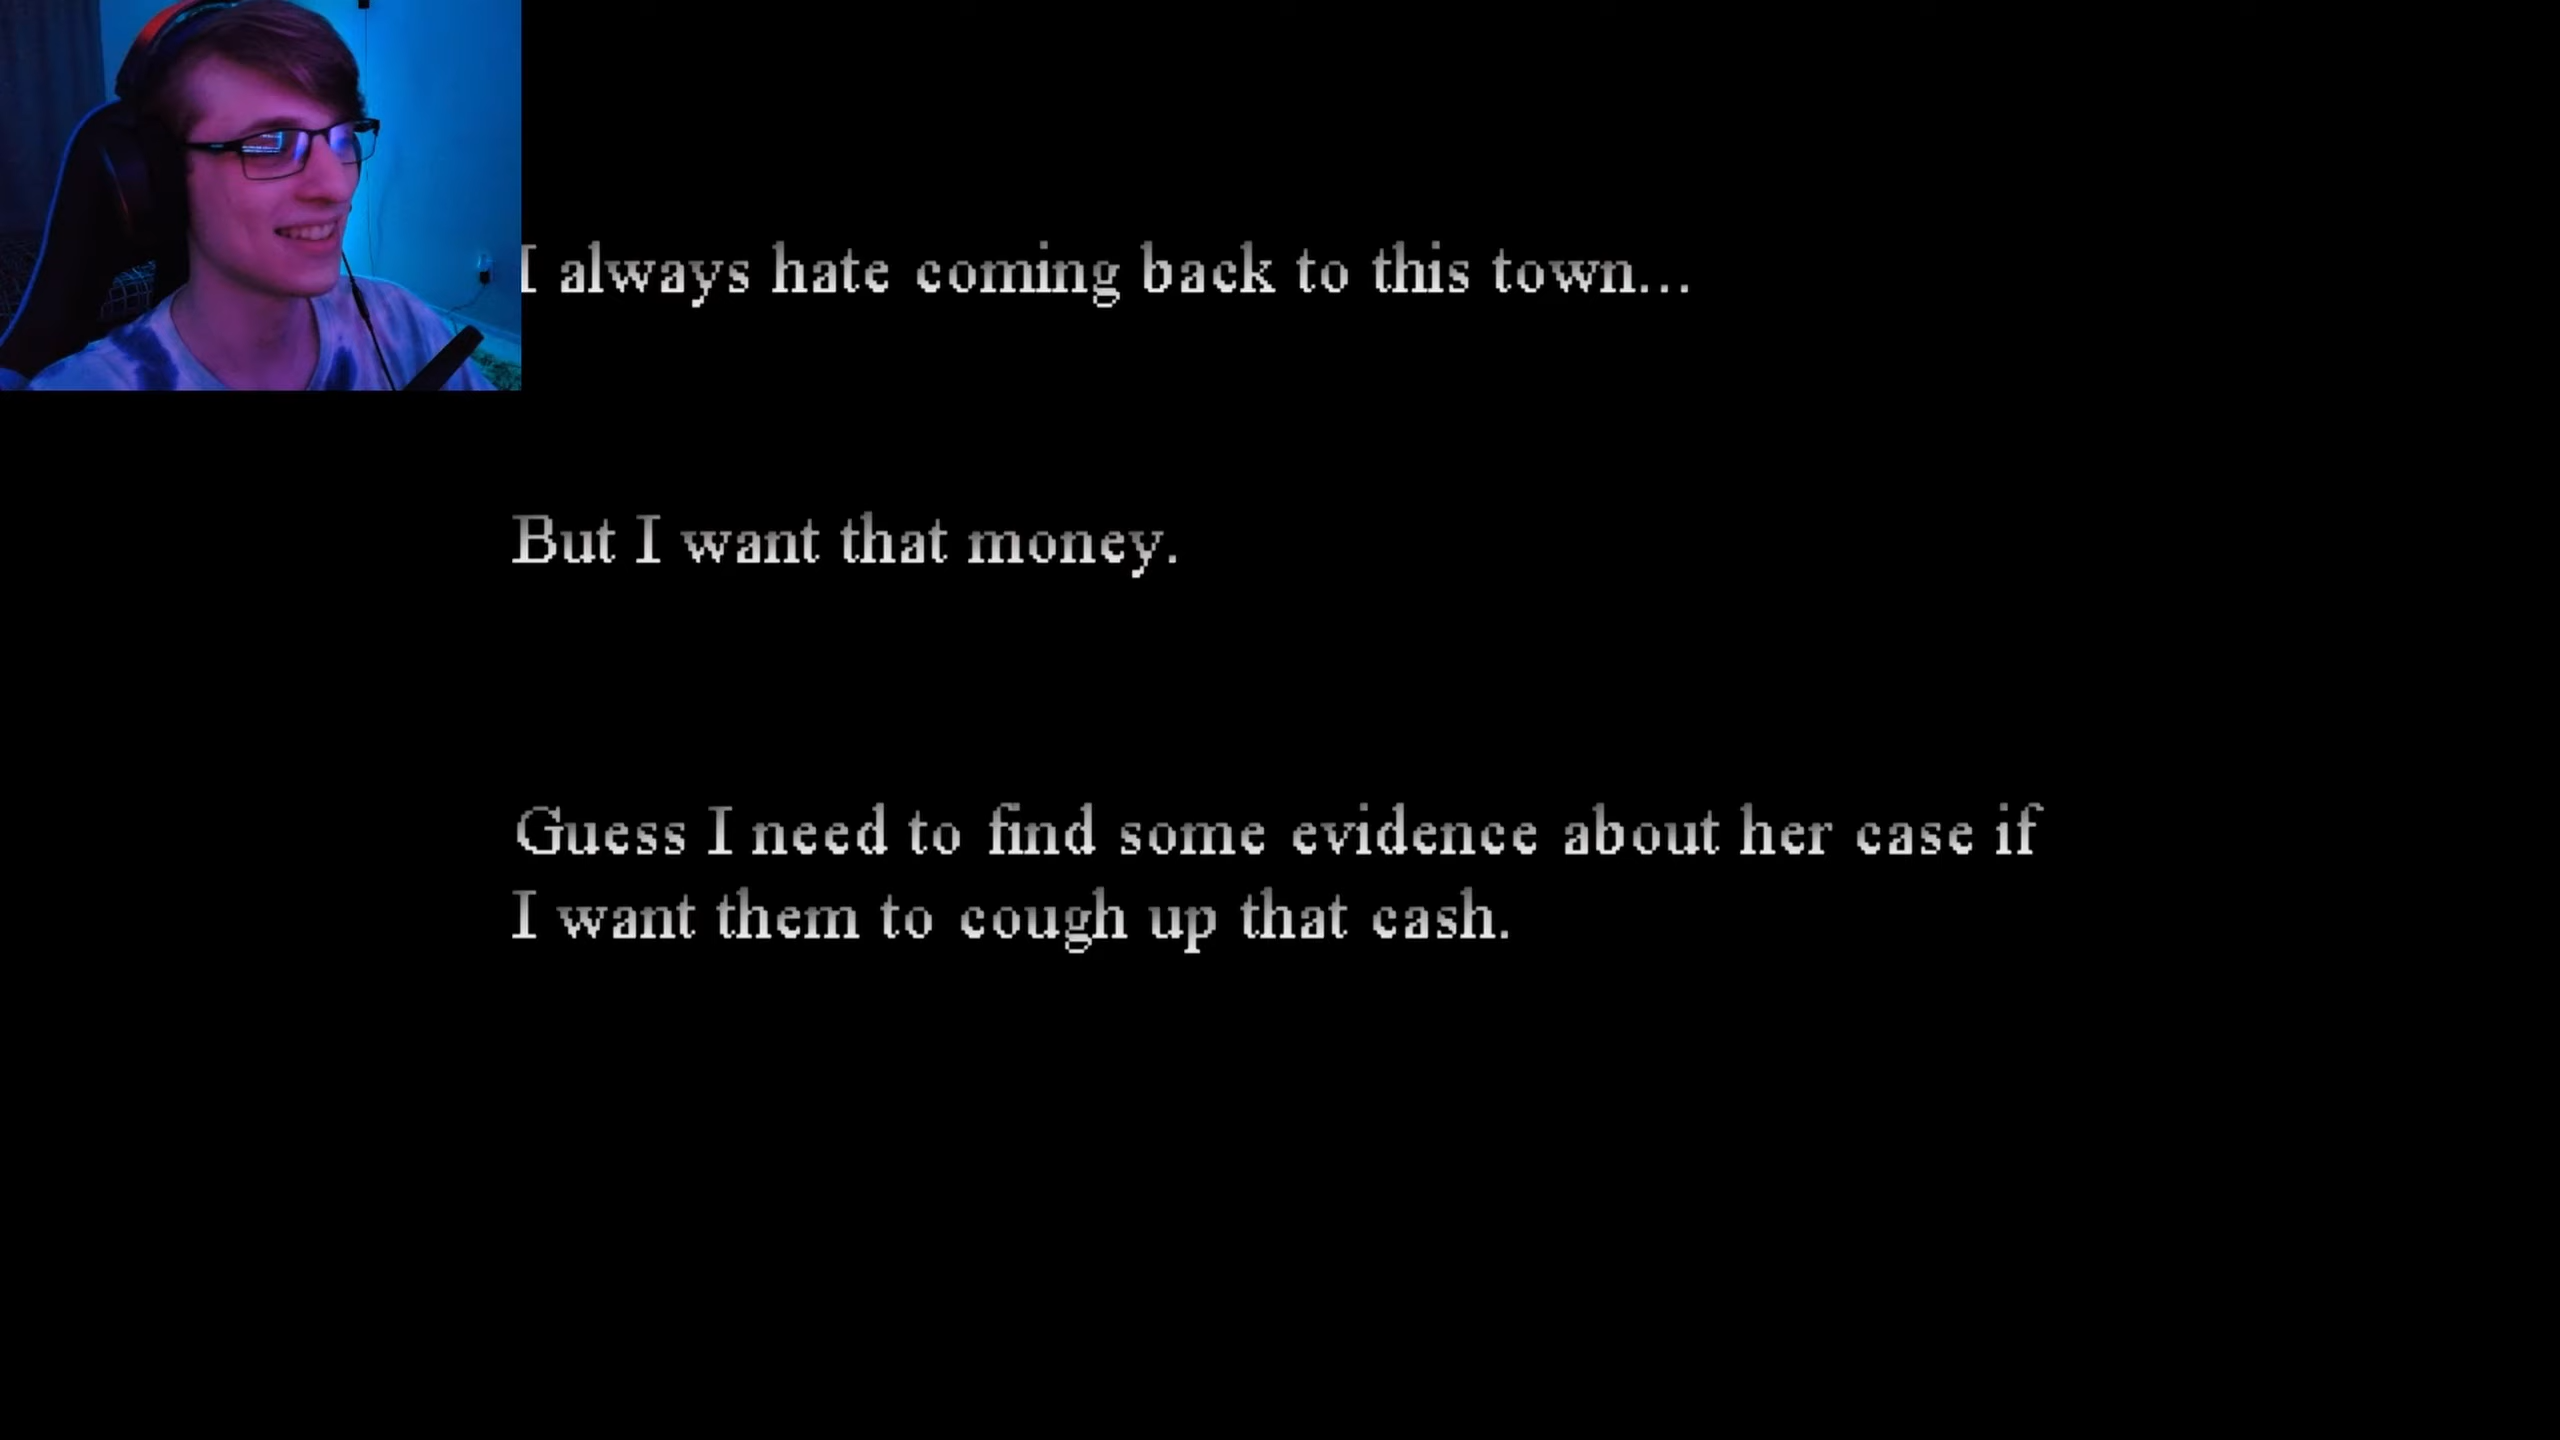 I always hate coming back to this town...
But I want that money.
Guess I need to find some evidence about her case if
I want them to cough up that cash.